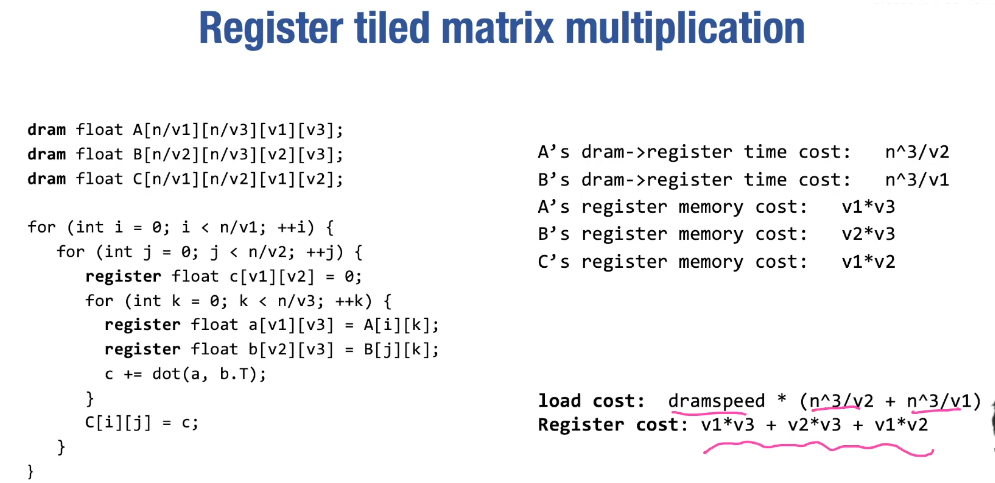 Register tiled matrix multiplication
dram float A[n/v1][n/v3][v1][v3];
dram float B[n/v2][n/v3][v2][v3];
dram float C[n/v1][n/v2][v1][v2];
for (int i = 0; i < n/v1; ++i) {
for (int j = 0; j < n/v2; ++j) {
register float c[v1][v2] = 0;
for (int k = 0; k < n/v3; ++k) {
register float a[v1][v3] = A[i][k];
register float b[v2][v3] = B[j][k];
c += dot(a, b.T);
}
C[i][j] = c;
}
}
A’s dram->register time cost: n^3/v2
B’s dram->register time cost: n^3/v1
A’s register memory cost: v1*v3
B’s register memory cost: v2*v3
C’s register memory cost: v1*v2
load cost: dramspeed * (n^3/v2 + n^3/v1)
Register cost: v1*v3 + v2*v3 + v1*v2